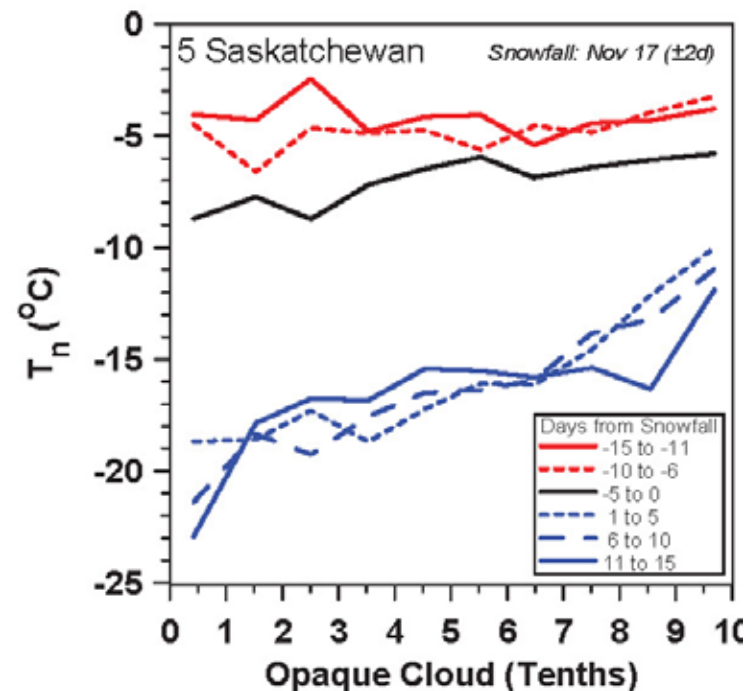 5 Saskatchewan
Snowfall: Nov 17 (±2d)
0
-5
-10
-15
-20
-25
T_n (°C)
Days from Snowfall
-15 to -11
-10 to -6
-5 to 0
1 to 5
6 to 10
11 to 15
0 1 2 3 4 5 6 7 8 9 10
Opaque Cloud (Tenths)